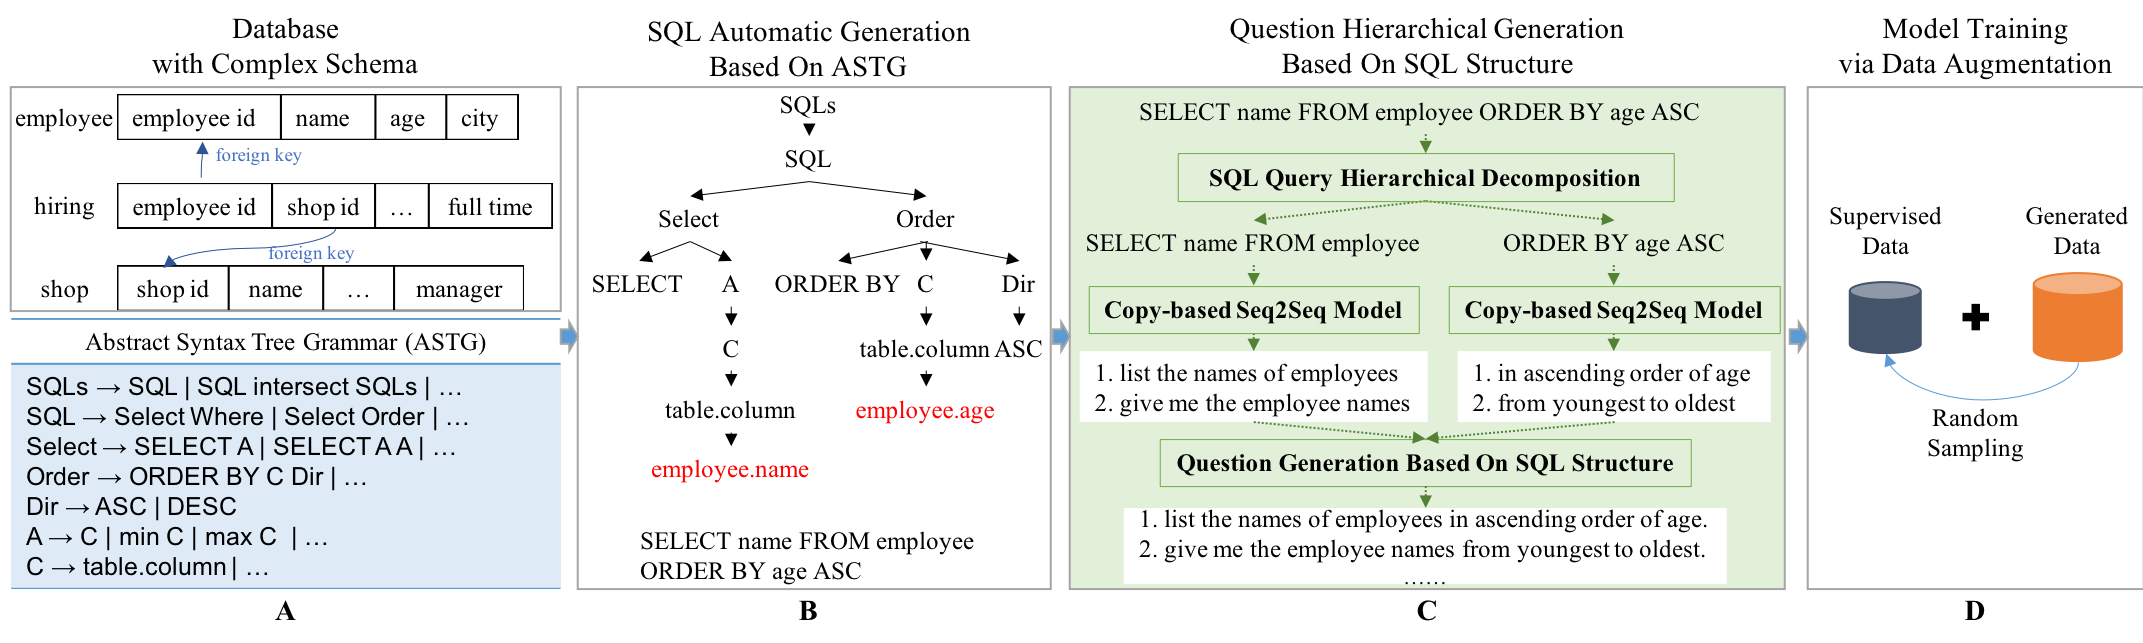 Database
with Complex Schema
employee employee id name age city
foreign key
hiring employee id shop id … full time
foreign key
shop shop id name … manager
Abstract Syntax Tree Grammar (ASTG)
SQLs → SQL | SQL intersect SQLs | …
SQL → Select Where | Select Order | …
Select → SELECT A | SELECT A A | …
Order → ORDER BY C Dir | …
Dir → ASC | DESC
A → C | min C | max C | …
C → table.column | …
A
SQL Automatic Generation
Based On ASTG
SQLs
SQL
Select Order
SELECT A ORDER BY C Dir
C table.column ASC
table.column employee.age
employee.name
SELECT name FROM employee
ORDER BY age ASC
B
Question Hierarchical Generation
Based On SQL Structure
SELECT name FROM employee ORDER BY age ASC
SQL Query Hierarchical Decomposition
SELECT name FROM employee ORDER BY age ASC
Copy-based Seq2Seq Model Copy-based Seq2Seq Model
1. list the names of employees
2. give me the employee names
1. in ascending order of age
2. from youngest to oldest
Question Generation Based On SQL Structure
1. list the names of employees in ascending order of age.
2. give me the employee names from youngest to oldest.
……
C
Model Training
via Data Augmentation
Supervised
Data
Generated
Data
Random
Sampling
D